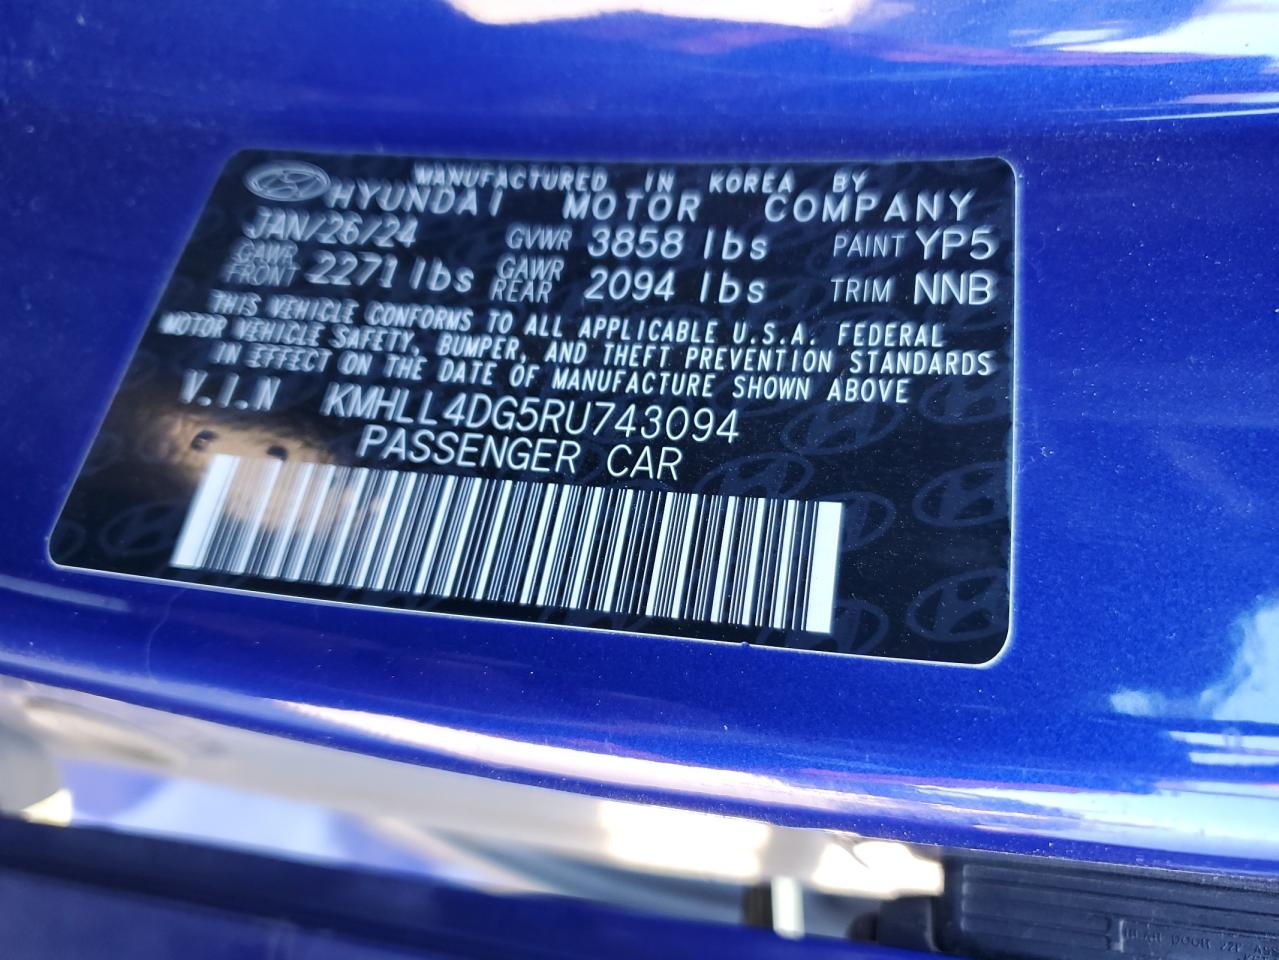 MANUFACTURED IN KOREA BY
HYUNDAI MOTOR COMPANY
JAN/26/24 GVWR 3858 lbs PAINT YP5
GAWR FRONT 2271 lbs GAWR REAR 2094 lbs TRIM NNB
THIS VEHICLE CONFORMS TO ALL APPLICABLE U.S.A. FEDERAL
MOTOR VEHICLE SAFETY, BUMPER, AND THEFT PREVENTION STANDARDS
IN EFFECT ON THE DATE OF MANUFACTURE SHOWN ABOVE
V.I.N KMHLL4DG5RU743094
PASSENGER CAR
DOOR